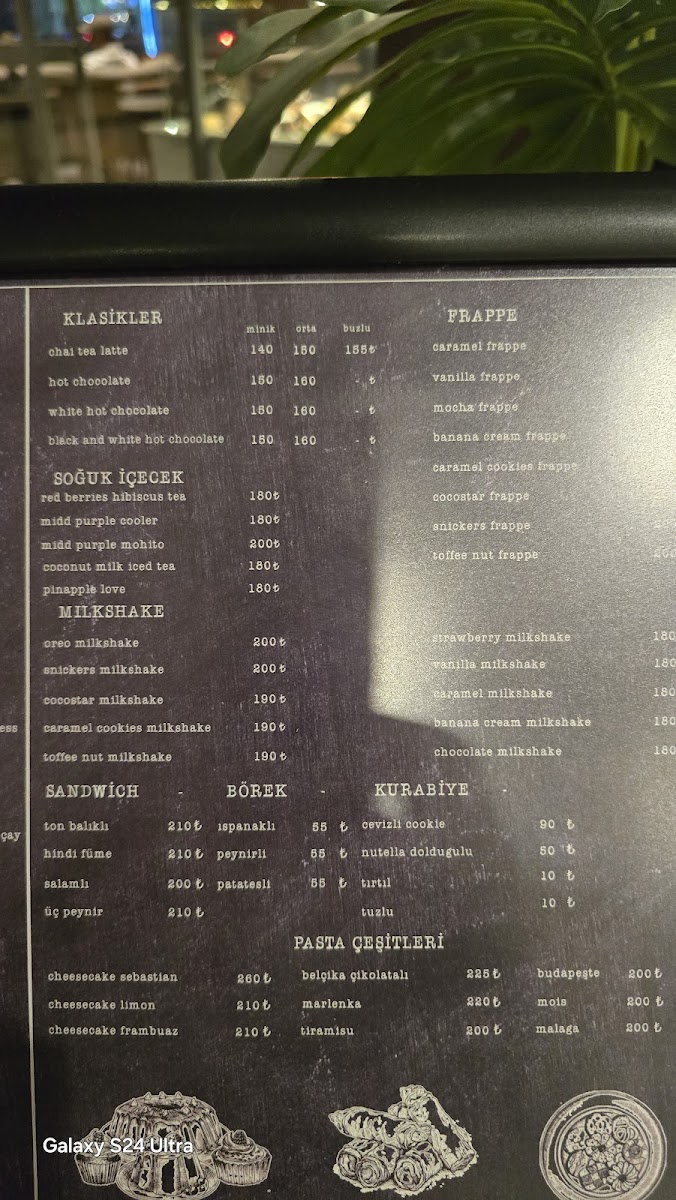 KLASİKLER
minik orta buzlu
chai tea latte 140 150 155₺
hot chocolate 150 160 - ₺
white hot chocolate 150 160 - ₺
black and white hot chocolate 150 160 - ₺
FRAPPE
caramel frappe
vanilla frappe
mocha frappe
banana cream frappe
caramel cookies frappe
cocostar frappe
snickers frappe
toffee nut frappe
SOĞUK İÇECEK
red berries hibiscus tea 180₺
midd purple cooler 180₺
midd purple mohito 200₺
coconut milk iced tea 180₺
pinapple love 180₺
MILKSHAKE
oreo milkshake 200₺
snickers milkshake 200₺
cocostar milkshake 190₺
caramel cookies milkshake 190₺
toffee nut milkshake 190₺
strawberry milkshake 180
vanilla milkshake 180
caramel milkshake 180
banana cream milkshake 180
chocolate milkshake 180
ess
çay
SANDWİCH - BÖREK - KURABİYE -
ton balıklı 210₺ ıspanaklı 55 ₺ cevizli cookie 90 ₺
hindi füme 210₺ peynirli 55 ₺ nutella doldugulu 50 ₺
salamlı 200 ₺ patatesli 55 ₺ tırtıl 10 ₺
üç peynir 210 ₺ tuzlu 10 ₺
PASTA ÇEŞİTLERİ
cheesecake sebastian 260₺ belçika çikolatalı 225₺ budapeşte 200₺
cheesecake limon 210₺ marlenka 220₺ mois 200 ₺
cheesecake frambuaz 210₺ tiramisu 200₺ malaga 200 ₺
Galaxy S24 Ultra